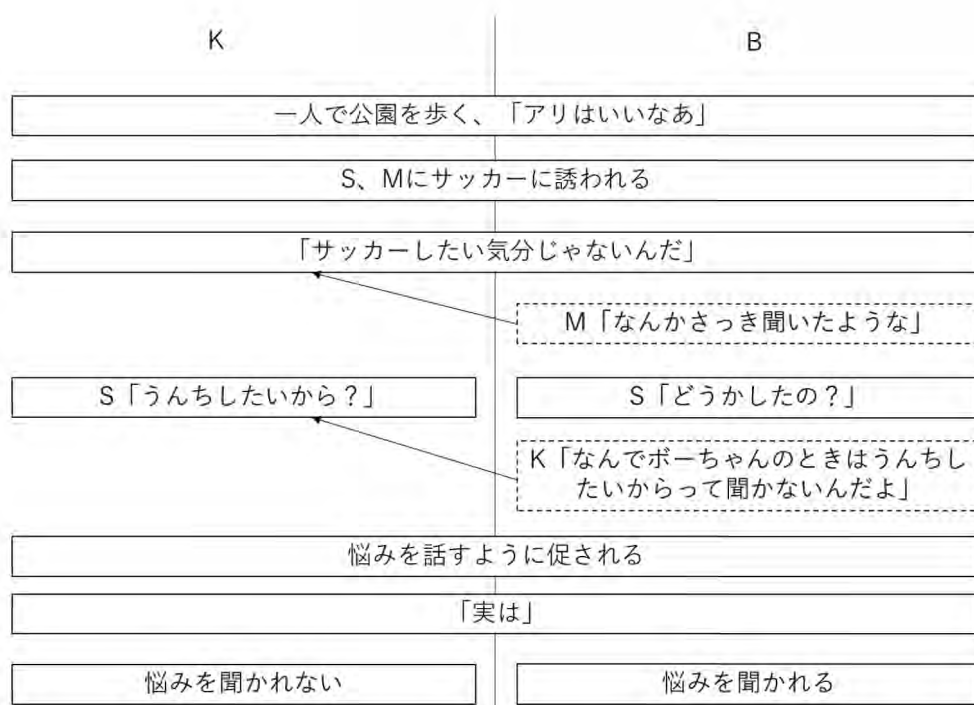 K
B
一人で公園を歩く、「アリはいいなあ」
S、Mにサッカーに誘われる
「サッカーしたい気分じゃないんだ」
M「なんかさっき聞いたような」
S「うんちしたいから？」
S「どうかしたの？」
K「なんでボーちゃんのときはうんちし
たいからって聞かないんだよ」
悩みを話すように促される
「実は」
悩みを聞かれない
悩みを聞かれる